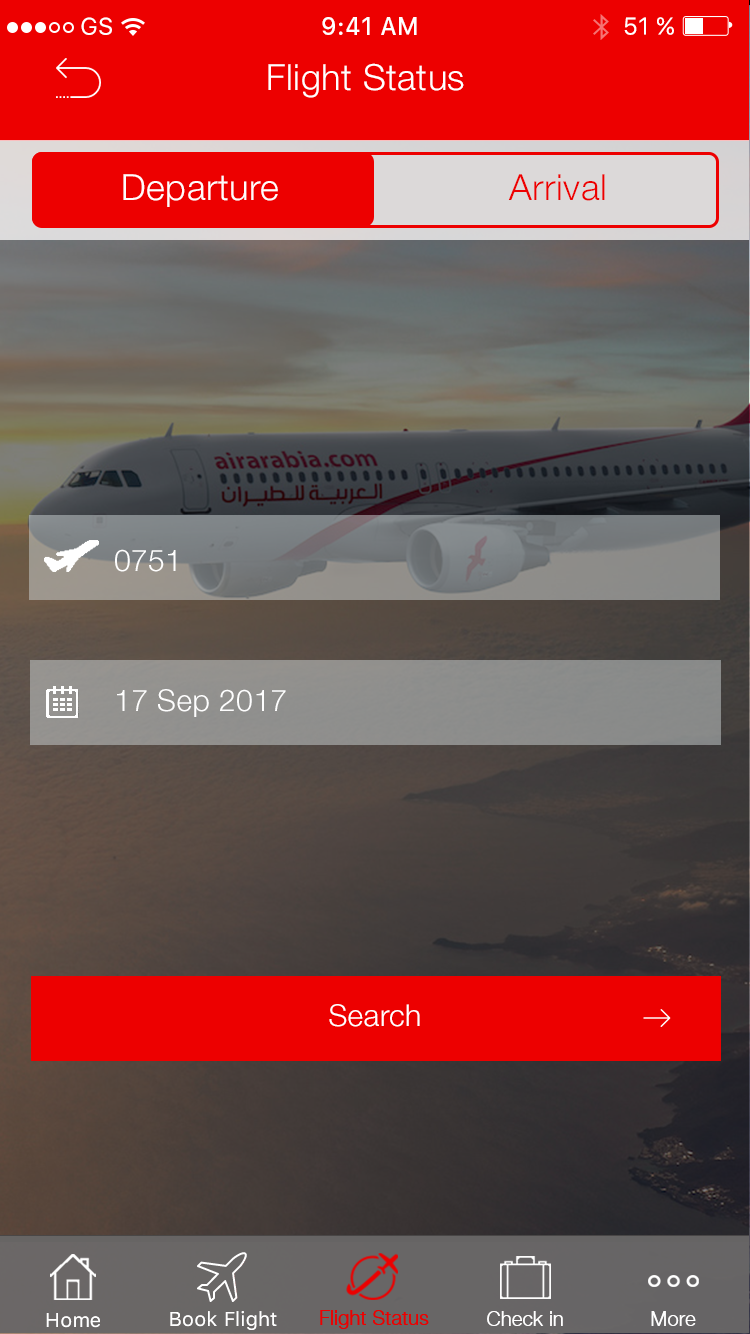 GS 9:41 AM 51 %
Flight Status
Departure Arrival
airarabia.com
العربية للطيران
0751
17 Sep 2017
Search
Home Book Flight Flight Status Check in More